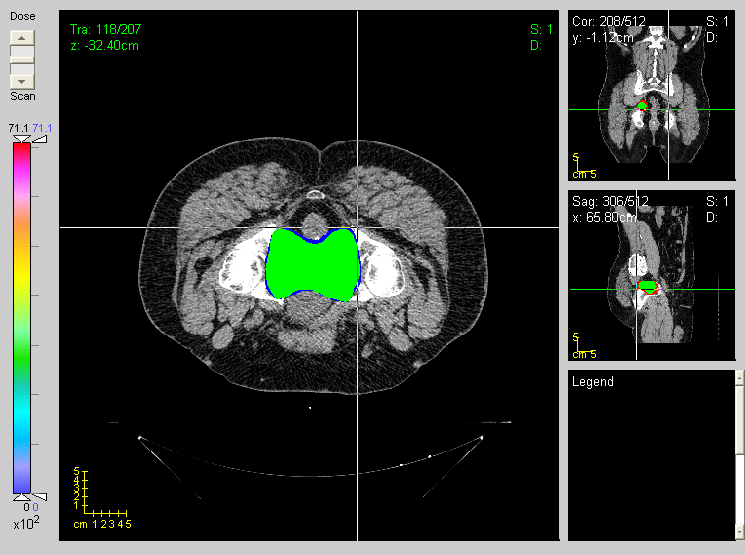 Dose
Scan
71.1 71.1
0 0
x10²
Tra: 118/207
z: -32.40cm
S: 1
D:
5
4
3
2
1
cm 1 2 3 4 5
Cor: 208/512
y: -1.12cm
S: 1
D:
5
cm 5
Sag: 306/512
x: 65.80cm
S: 1
D:
5
cm 5
Legend